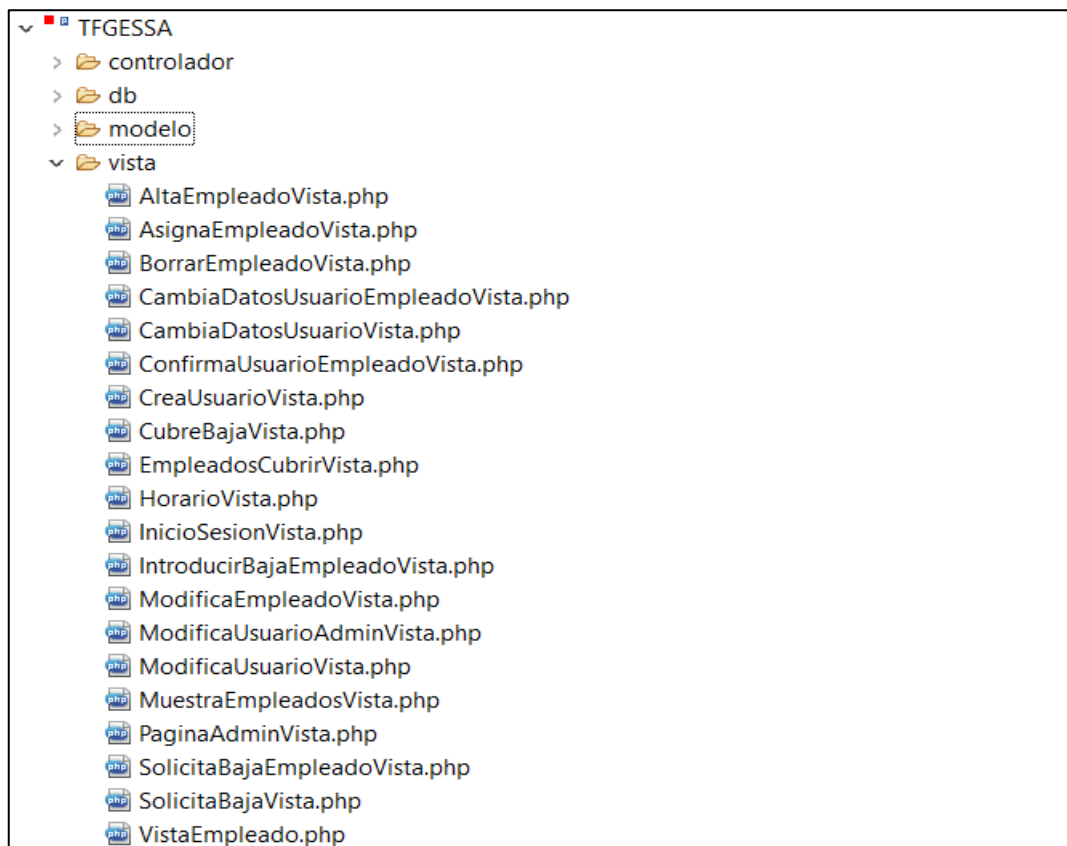 TFGESSA
controlador
db
modelo
vista
AltaEmpleadoVista.php
AsignaEmpleadoVista.php
BorrarEmpleadoVista.php
CambiaDatosUsuarioEmpleadoVista.php
CambiaDatosUsuarioVista.php
ConfirmaUsuarioEmpleadoVista.php
CreaUsuarioVista.php
CubreBajaVista.php
EmpleadosCubrirVista.php
HorarioVista.php
InicioSesionVista.php
IntroducirBajaEmpleadoVista.php
ModificaEmpleadoVista.php
ModificaUsuarioAdminVista.php
ModificaUsuarioVista.php
MuestraEmpleadosVista.php
PaginaAdminVista.php
SolicitaBajaEmpleadoVista.php
SolicitaBajaVista.php
VistaEmpleado.php